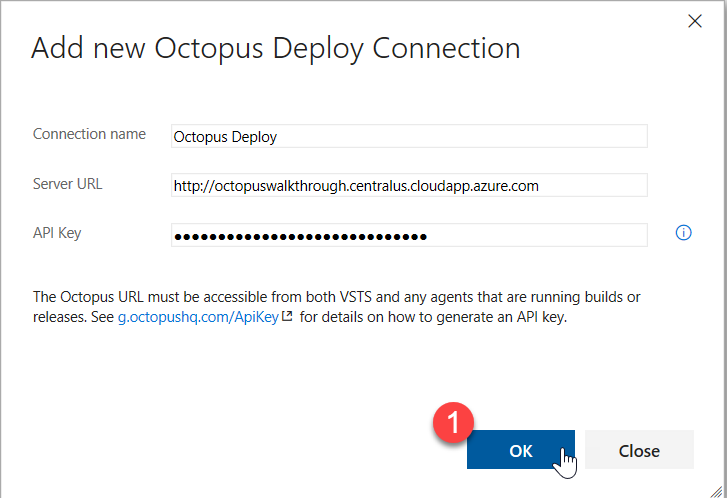 Add new Octopus Deploy Connection
Connection name
Octopus Deploy
Server URL
http://octopuswalkthrough.centralus.cloudapp.azure.com
API Key
●●●●●●●●●●●●●●●●●●●●●●●●●●●●●
The Octopus URL must be accessible from both VSTS and any agents that are running builds or
releases. See g.octopushq.com/ApiKey for details on how to generate an API key.
1
OK
Close